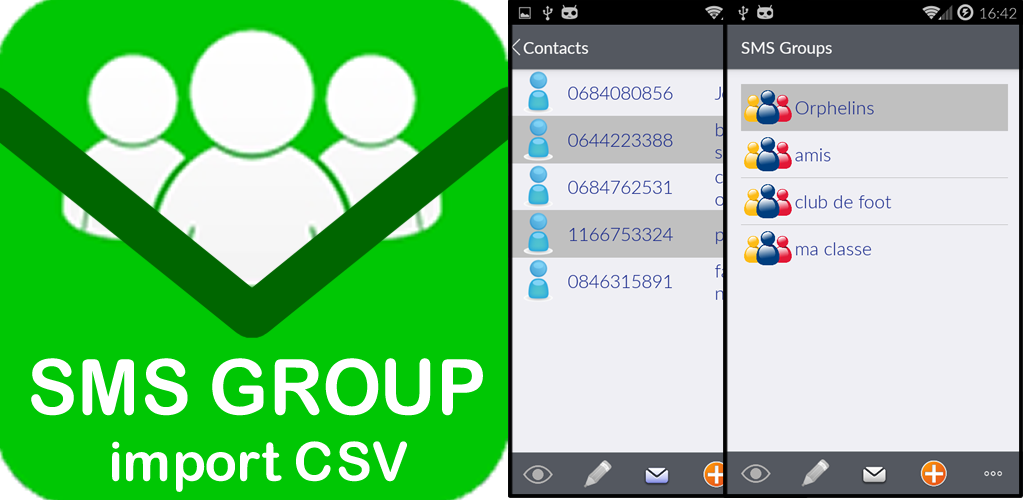 SMS GROUP
import CSV
Contacts
0684080856
0644223388
0684762531
1166753324
0846315891
16:42
SMS Groups
Orphelins
amis
club de foot
ma classe